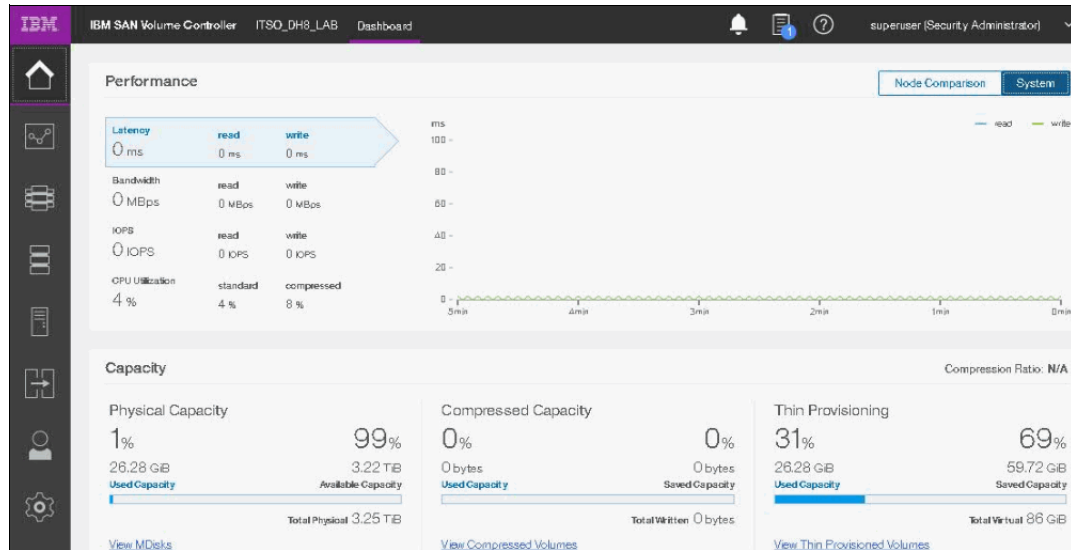 IBM IBM SAN Volume Controller ITSO_DH8_LAB Dashboard 1 ? superuser (Security Administrator)
Performance Node Comparison System
Latency read write
0 ms 0 ms 0 ms
Bandwidth read write
0 MBps 0 MBps 0 MBps
IOPS read write
0 IOPS 0 IOPS 0 IOPS
CPU Utilization standard compressed
4 % 4 % 8 %
ms
read write
100
80
60
40
20
0
5min 4min 3min 2min 1min 0min
Capacity Compression Ratio: N/A
Physical Capacity
1% 99%
26.28 GiB 3.22 TiB
Used Capacity Available Capacity
Total Physical 3.25 TiB
View MDisks
Compressed Capacity
0% 0%
0 bytes 0 bytes
Used Capacity Saved Capacity
Total Written 0 bytes
View Compressed Volumes
Thin Provisioning
31% 69%
26.28 GiB 59.72 GiB
Used Capacity Saved Capacity
Total Virtual 86 GiB
View Thin Provisioned Volumes